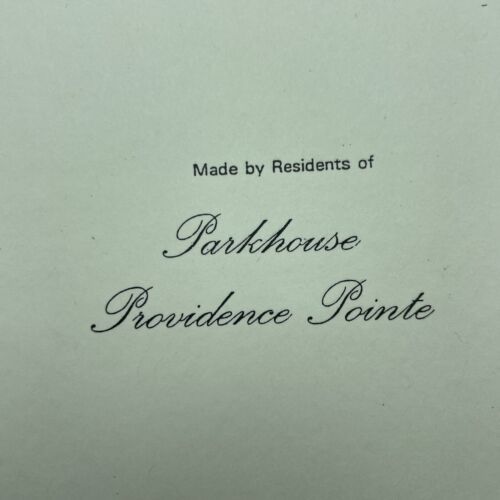 Made by Residents of
Parkhouse
Providence Pointe